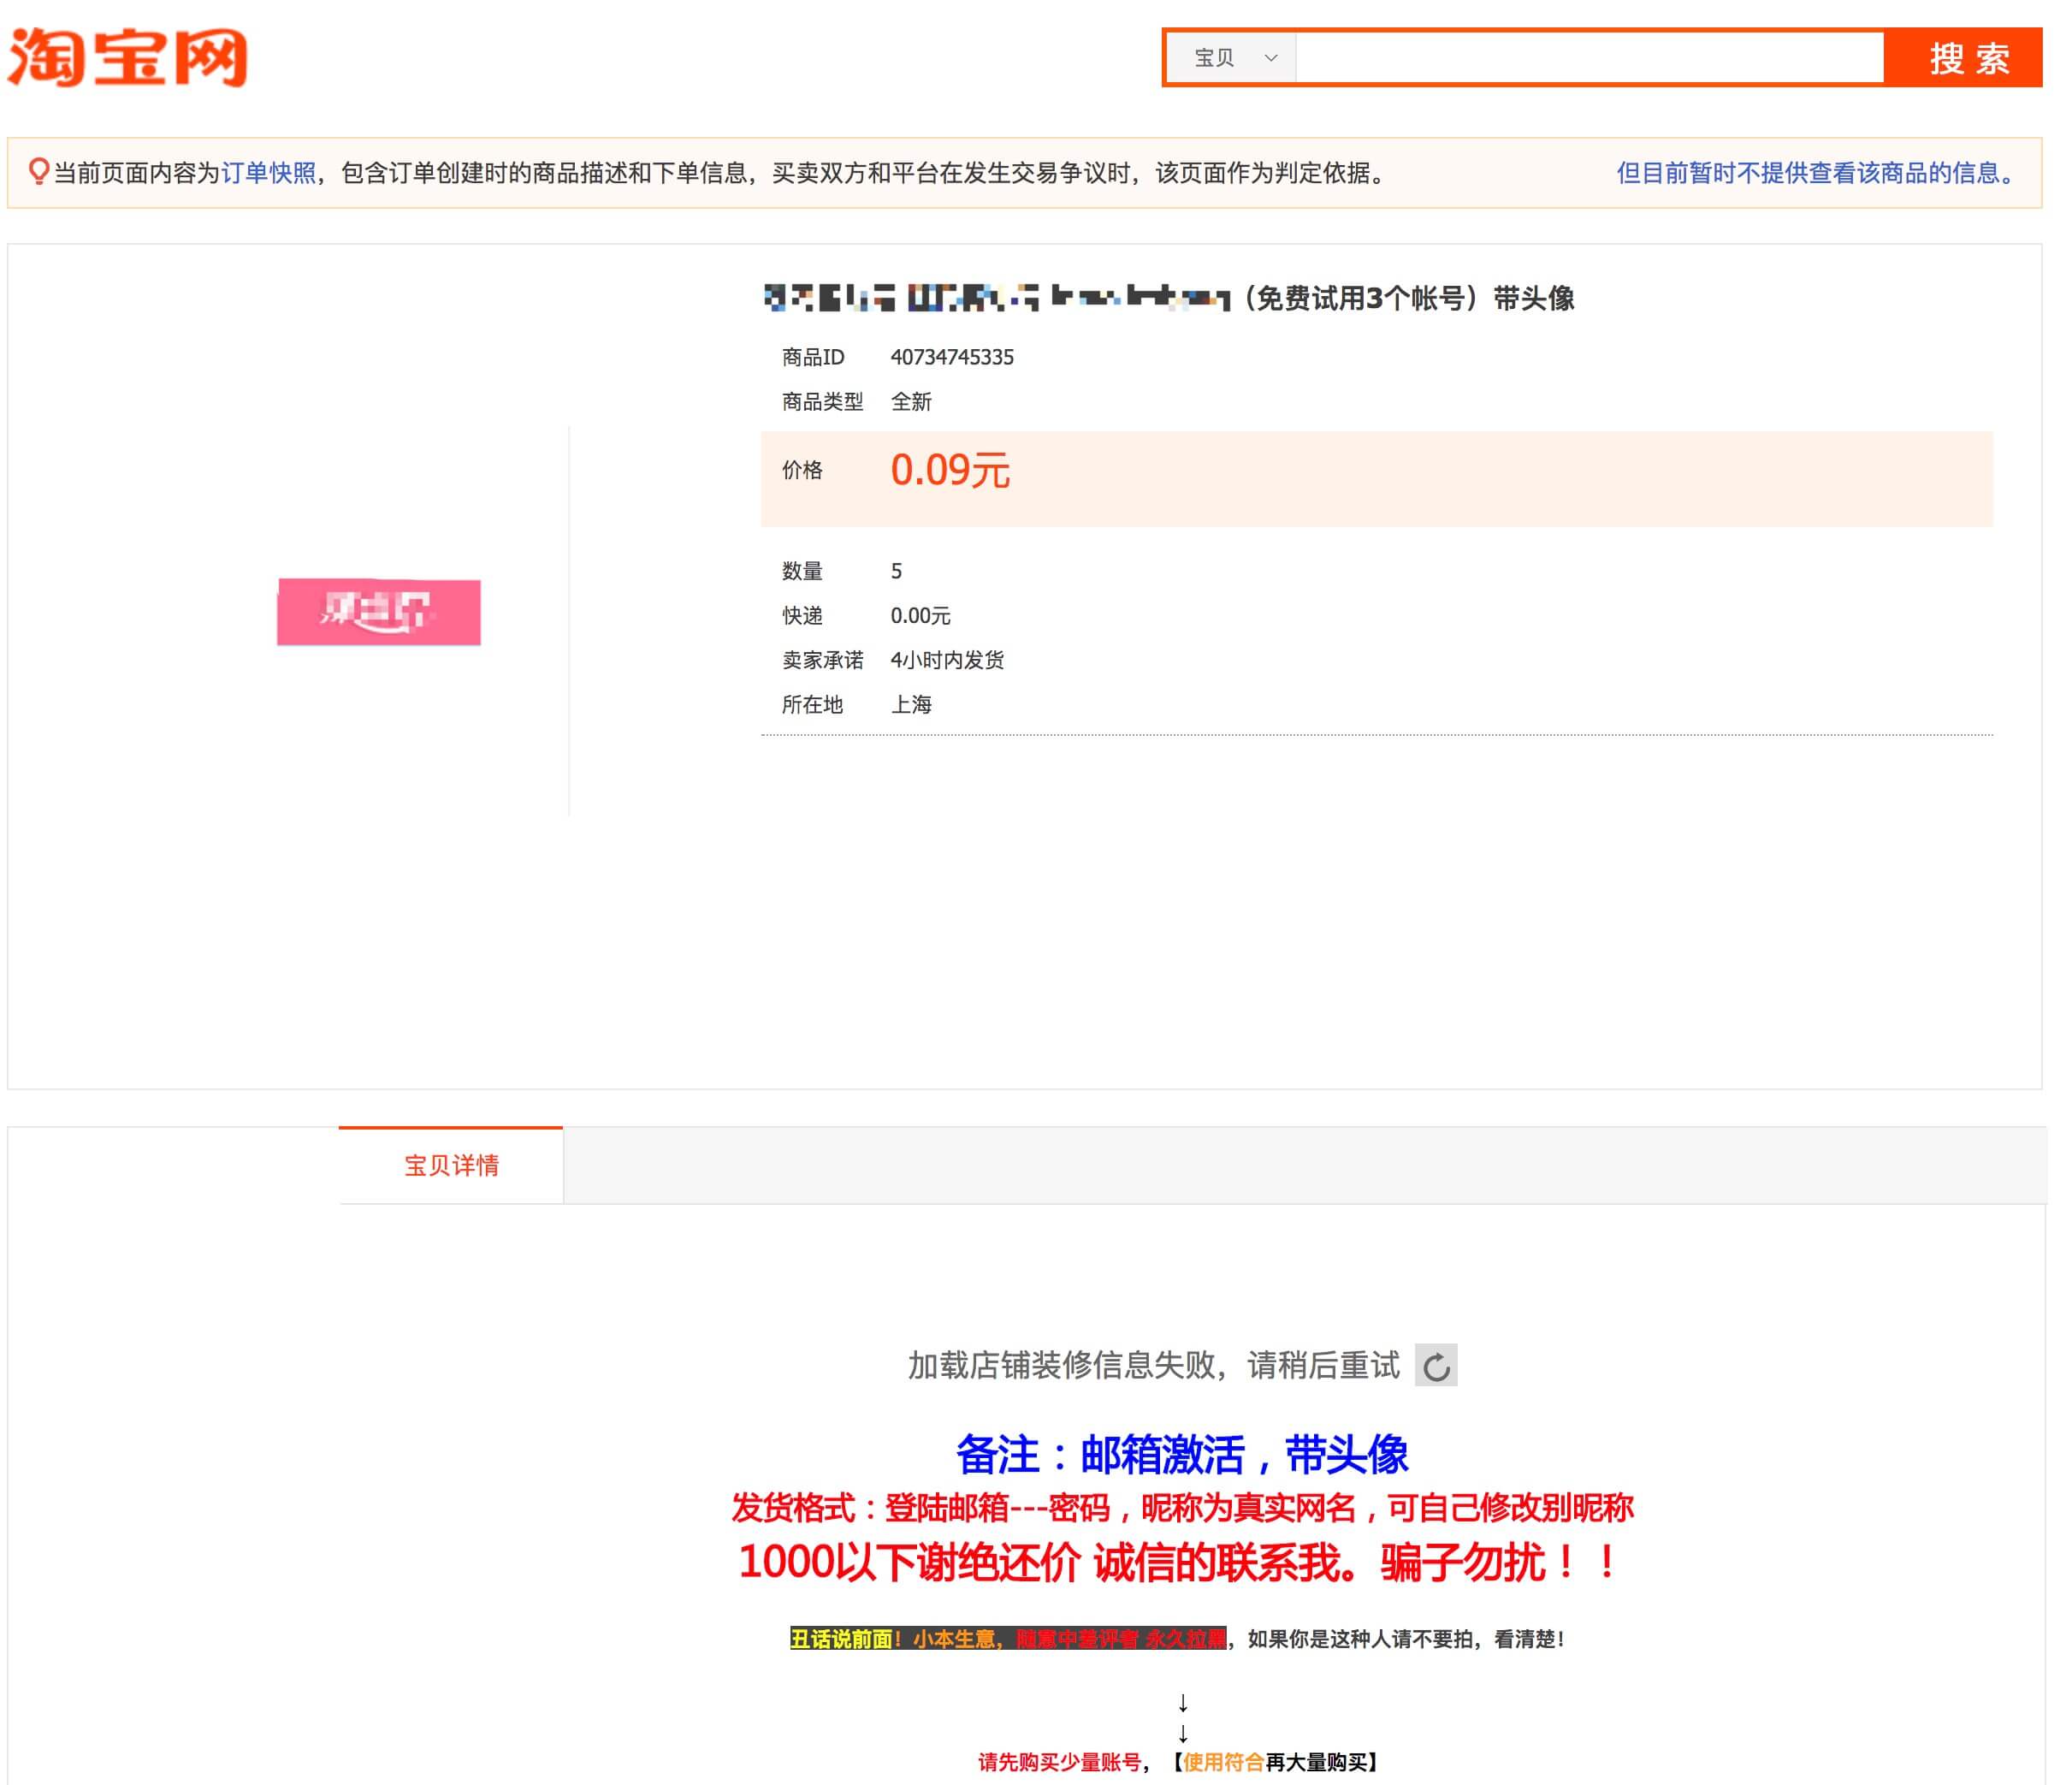 淘宝网
宝贝 搜 索
当前页面内容为订单快照，包含订单创建时的商品描述和下单信息，买卖双方和平台在发生交易争议时，该页面作为判定依据。 但目前暂时不提供查看该商品的信息。
（免费试用3个帐号）带头像
商品ID 40734745335
商品类型 全新
价格 0.09元
数量 5
快递 0.00元
卖家承诺 4小时内发货
所在地 上海
宝贝详情
加载店铺装修信息失败，请稍后重试
备注：邮箱激活，带头像
发货格式：登陆邮箱---密码，昵称为真实网名，可自己修改别昵称
1000以下谢绝还价 诚信的联系我。骗子勿扰！！
丑话说前面！小本生意，随意中差评者 永久拉黑，如果你是这种人请不要拍，看清楚！
↓
↓
请先购买少量账号，【使用符合再大量购买】